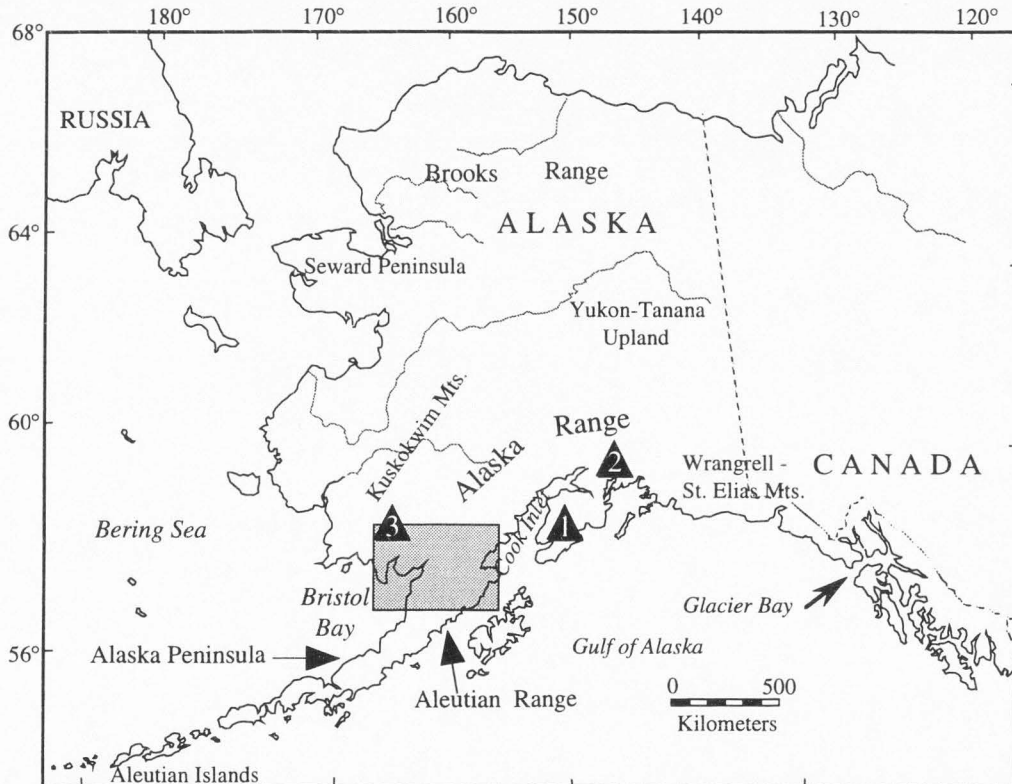 180° 170° 160° 150° 140° 130° 120°
68°
RUSSIA
Brooks Range
ALASKA
64°
Seward Peninsula
Yukon-Tanana
Upland
60°
Kuskokwim Mts.
Alaska
Range
2
Wrangrell -
St. Elias Mts.
CANADA
Bering Sea
3
Cook Inlet
1
Bristol
Bay
Glacier Bay
56°
Alaska Peninsula
Gulf of Alaska
Aleutian Range
0 500
Kilometers
Aleutian Islands